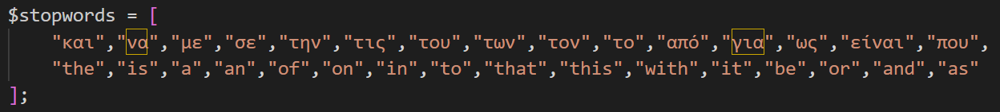 $stopwords = [
"και","να","με","σε","την","τις","του","των","τον","το","από","για","ως","είναι","που",
"the","is","a","an","of","on","in","to","that","this","with","it","be","or","and","as"
];